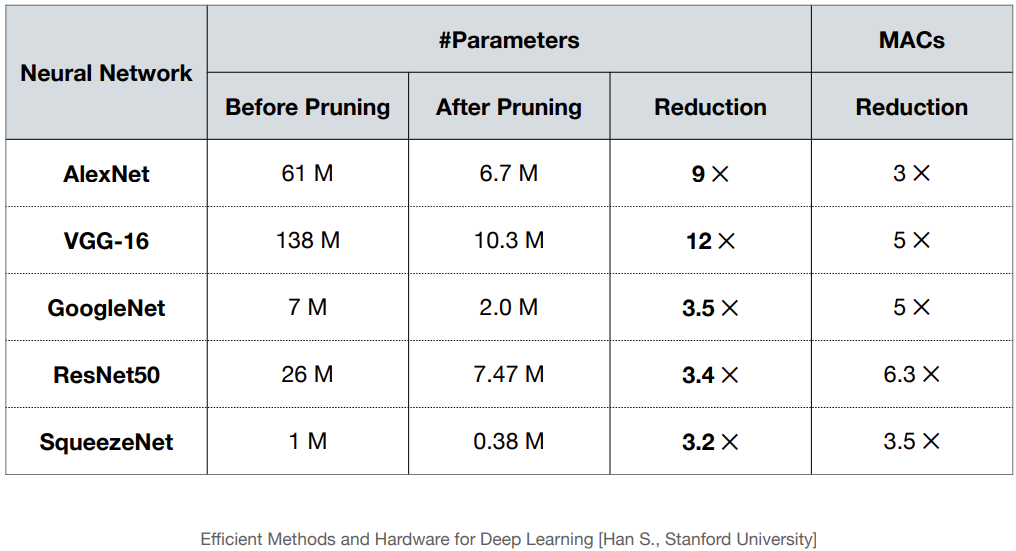 Neural Network #Parameters MACs
Before Pruning After Pruning Reduction Reduction
AlexNet 61 M 6.7 M 9 × 3 ×
VGG-16 138 M 10.3 M 12 × 5 ×
GoogleNet 7 M 2.0 M 3.5 × 5 ×
ResNet50 26 M 7.47 M 3.4 × 6.3 ×
SqueezeNet 1 M 0.38 M 3.2 × 3.5 ×
Efficient Methods and Hardware for Deep Learning [Han S., Stanford University]